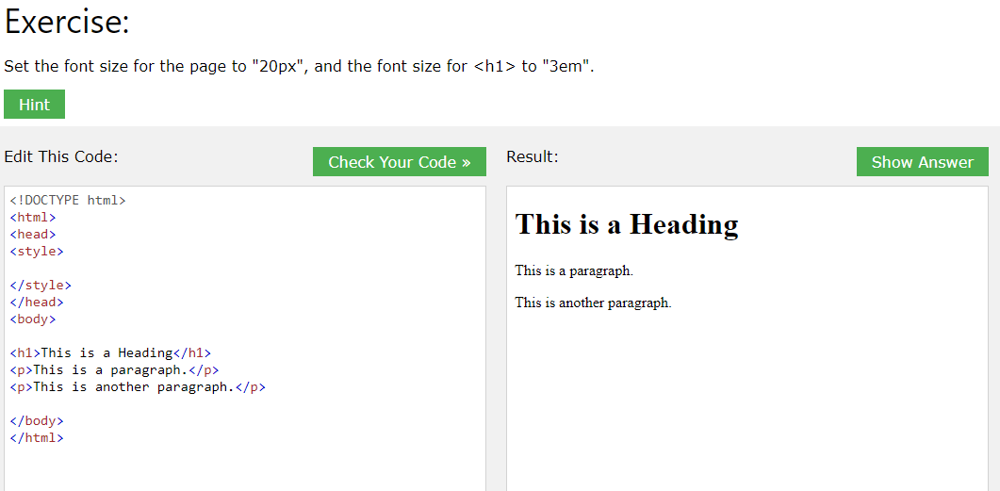 Exercise:
Set the font size for the page to "20px", and the font size for <h1> to "3em".
Hint
Edit This Code:
Check Your Code »
<!DOCTYPE html>
<html>
<head>
<style>
</style>
</head>
<body>
<h1>This is a Heading</h1>
<p>This is a paragraph.</p>
<p>This is another paragraph.</p>
</body>
</html>
Result:
Show Answer
This is a Heading
This is a paragraph.
This is another paragraph.